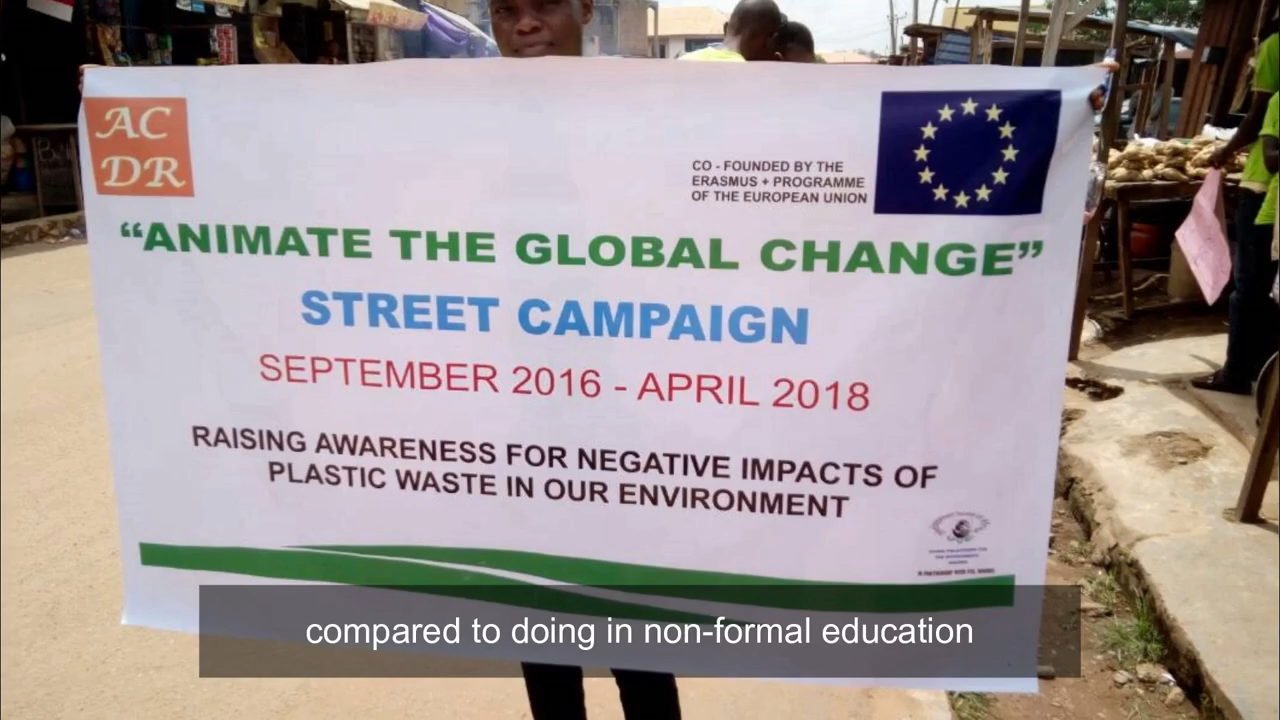 AC
DR
CO - FOUNDED BY THE
ERASMUS + PROGRAMME
OF THE EUROPEAN UNION
“ANIMATE THE GLOBAL CHANGE”
STREET CAMPAIGN
SEPTEMBER 2016 - APRIL 2018
RAISING AWARENESS FOR NEGATIVE IMPACTS OF
PLASTIC WASTE IN OUR ENVIRONMENT
compared to doing in non-formal education